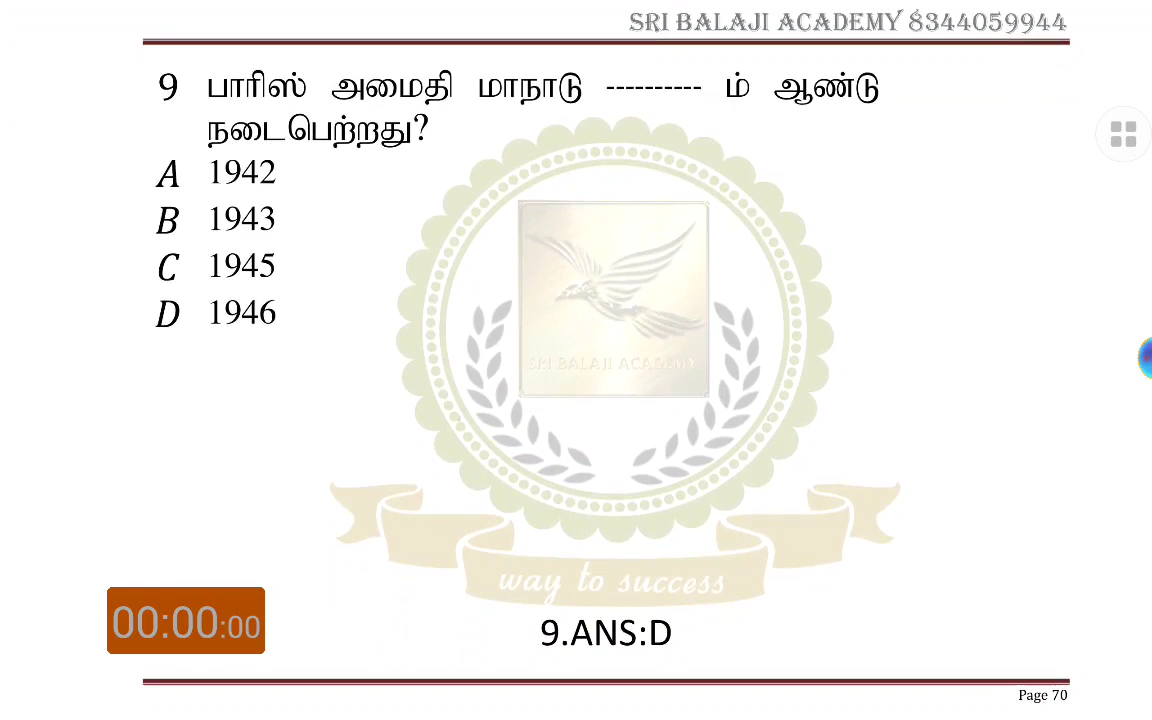 SRI BALAJI ACADEMY 8344059944
9 பாரிஸ் அமைதி மாநாடு ---------- ம் ஆண்டு
நடைபெற்றது?
A 1942
B 1943
C 1945
D 1946
SRI BALAJI ACADEMY
way to success
00:00:00
9.ANS:D
Page 70